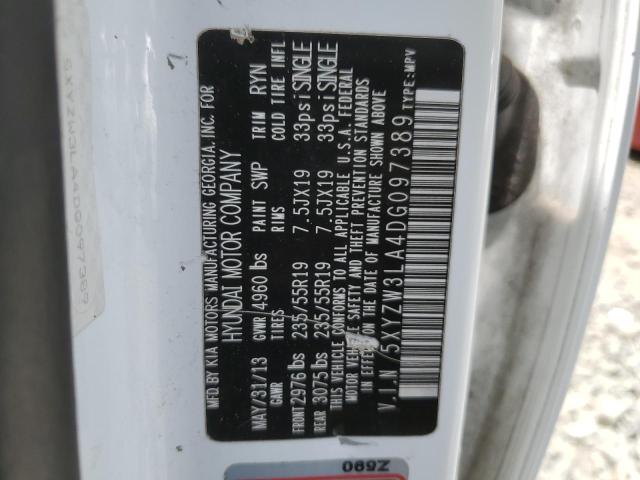 MFD.BY KIA MOTORS MANUFACTURING GEORGIA, INC. FOR
HYUNDAI MOTOR COMPANY
MAY/31/13 GVWR 4960 lbs PAINT SWP TRIM RYN
GAWR TIRES RIMS COLD TIRE INFL
FRONT 2976 lbs 235/55R19 7.5JX19 33psi SINGLE
REAR 3075 lbs 235/55R19 7.5JX19 33psi SINGLE
THIS VEHICLE CONFORMS TO ALL APPLICABLE U.S.A. FEDERAL
MOTOR VEHICLE SAFETY AND THEFT PREVENTION STANDARDS
IN EFFECT ON THE DATE OF MANUFACTURE SHOWN ABOVE
V.I.N 5XYZW3LA4DG097389 TYPE:MPV
5XYZW3LA4DG097389
Z590